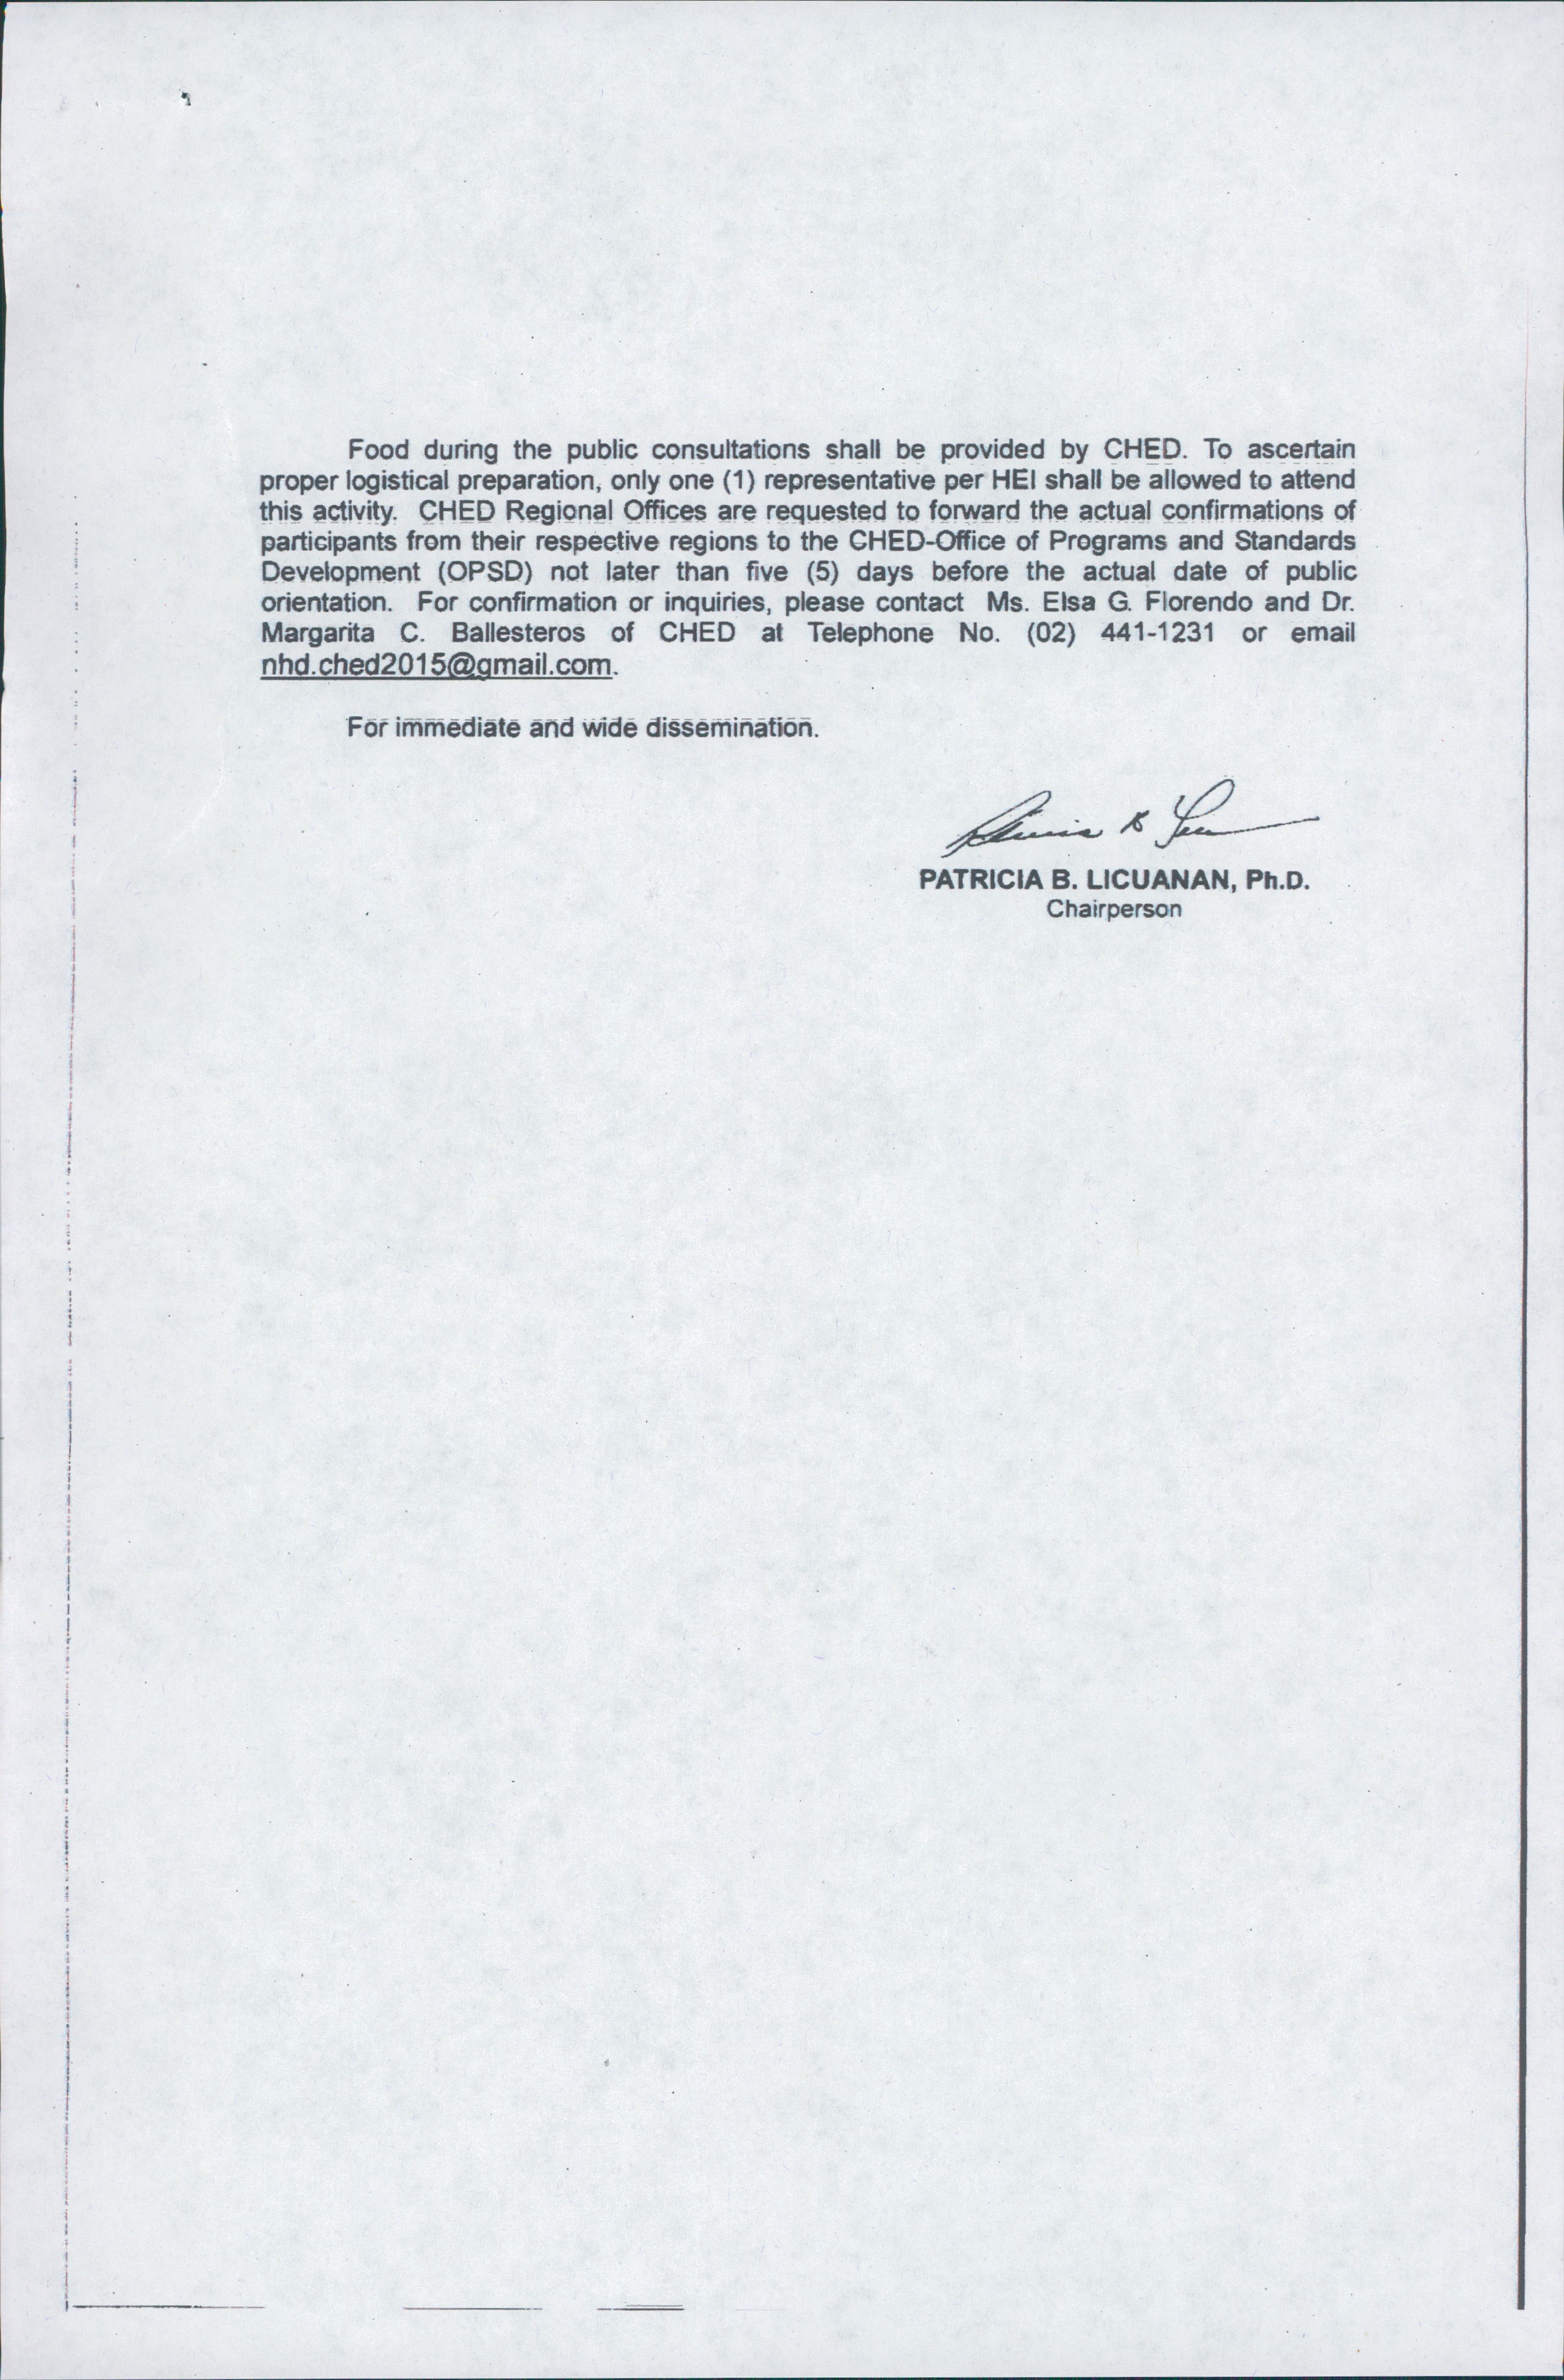 Food during the public consultations shall be provided by CHED. To ascertain
proper logistical preparation, only one (1) representative per HEI shall be allowed to attend
this activity. CHED Regional Offices are requested to forward the actual confirmations of
participants from their respective regions to the CHED-Office of Programs and Standards
Development (OPSD) not later than five (5) days before the actual date of public
orientation. For confirmation or inquiries, please contact Ms. Elsa G. Florendo and Dr.
Margarita C. Ballesteros of CHED at Telephone No. (02) 441-1231 or email
nhd.ched2015@gmail.com.
For immediate and wide dissemination.
PATRICIA B. LICUANAN, Ph.D.
Chairperson